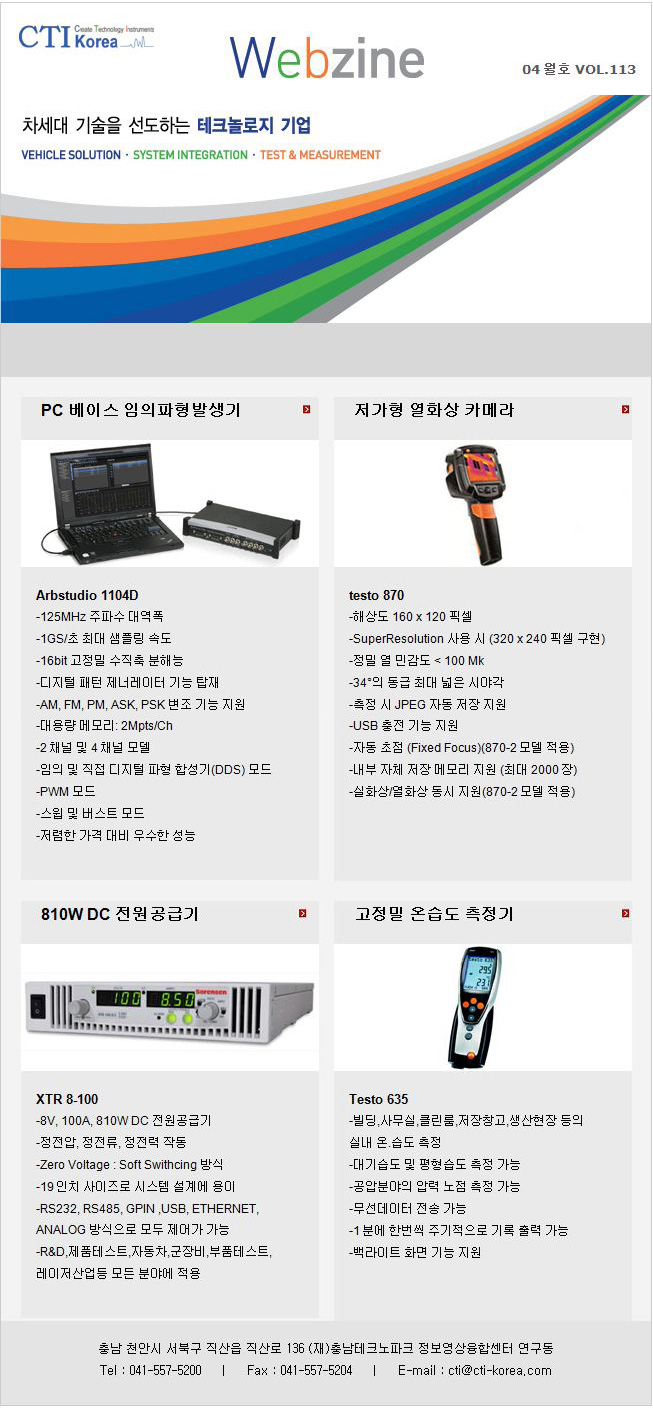 CTI Create Technology Instruments
Korea
Webzine
04 월호 VOL.113
차세대 기술을 선도하는 테크놀로지 기업
VEHICLE SOLUTION · SYSTEM INTEGRATION · TEST & MEASUREMENT
PC 베이스 임의파형발생기
Arbstudio 1104D
-125MHz 주파수 대역폭
-1GS/초 최대 샘플링 속도
-16bit 고정밀 수직축 분해능
-디지털 패턴 제너레이터 기능 탑재
-AM, FM, PM, ASK, PSK 변조 기능 지원
-대용량 메모리: 2Mpts/Ch
-2 채널 및 4 채널 모델
-임의 및 직접 디지털 파형 합성기(DDS) 모드
-PWM 모드
-스윕 및 버스트 모드
-저렴한 가격 대비 우수한 성능
저가형 열화상 카메라
testo 870
-해상도 160 x 120 픽셀
-SuperResolution 사용 시 (320 x 240 픽셀 구현)
-정밀 열 민감도 < 100 Mk
-34°의 동급 최대 넓은 시야각
-측정 시 JPEG 자동 저장 지원
-USB 충전 기능 지원
-자동 초점 (Fixed Focus)(870-2 모델 적용)
-내부 자체 저장 메모리 지원 (최대 2000 장)
-실화상/열화상 동시 지원(870-2 모델 적용)
810W DC 전원공급기
100 8.50 Sorensen
XTR 8-100
-8V, 100A, 810W DC 전원공급기
-정전압, 정전류, 정전력 작동
-Zero Voltage : Soft Swithcing 방식
-19 인치 사이즈로 시스템 설계에 용이
-RS232, RS485, GPIN ,USB, ETHERNET,
ANALOG 방식으로 모두 제어가 가능
-R&D,제품테스트,자동차,군장비,부품테스트,
레이저산업등 모든 분야에 적용
고정밀 온습도 측정기
testo 635
295
231
Testo 635
-빌딩,사무실,클린룸,저장창고,생산현장 등의
실내 온.습도 측정
-대기습도 및 평형습도 측정 가능
-공압분야의 압력 노점 측정 가능
-무선데이터 전송 가능
-1 분에 한번씩 주기적으로 기록 출력 가능
-백라이트 화면 기능 지원
충남 천안시 서북구 직산읍 직산로 136 (재)충남테크노파크 정보영상융합센터 연구동
Tel : 041-557-5200 | Fax : 041-557-5204 | E-mail : cti@cti-korea.com